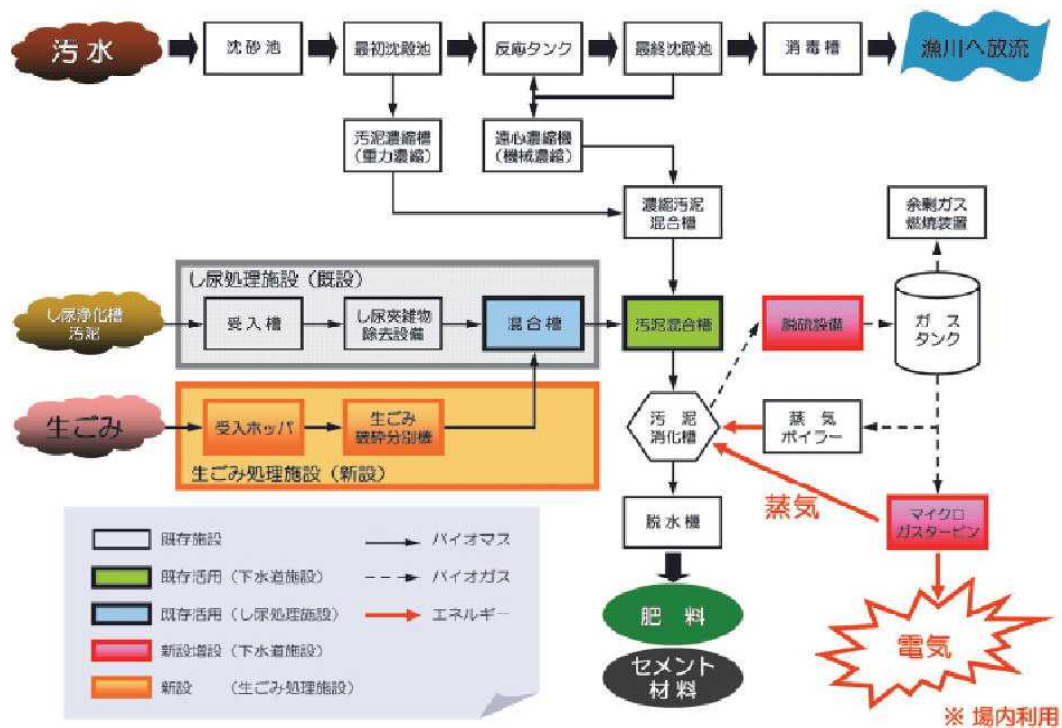 汚水
沈砂池
最初沈殿池
反応タンク
最終沈殿池
消毒槽
漁川へ放流
汚泥濃縮槽
（重力濃縮）
遠心濃縮機
（機械濃縮）
濃縮汚泥
混合槽
余剰ガス
燃焼装置
し尿処理施設（既設）
し尿浄化槽
汚泥
受入槽
し尿夾雑物
除去設備
混合槽
汚泥混合槽
脱硫設備
ガス
タンク
生ごみ
受入ホッパ
生ごみ
破砕分別機
生ごみ処理施設（新設）
汚泥
消化槽
蒸気
ボイラー
蒸気
マイクロ
ガスタービン
脱水機
肥料
セメント
材料
電気
※場内利用
既存施設
既存活用（下水道施設）
既存活用（し尿処理施設）
新設増設（下水道施設）
新設　（生ごみ処理施設）
バイオマス
バイオガス
エネルギー